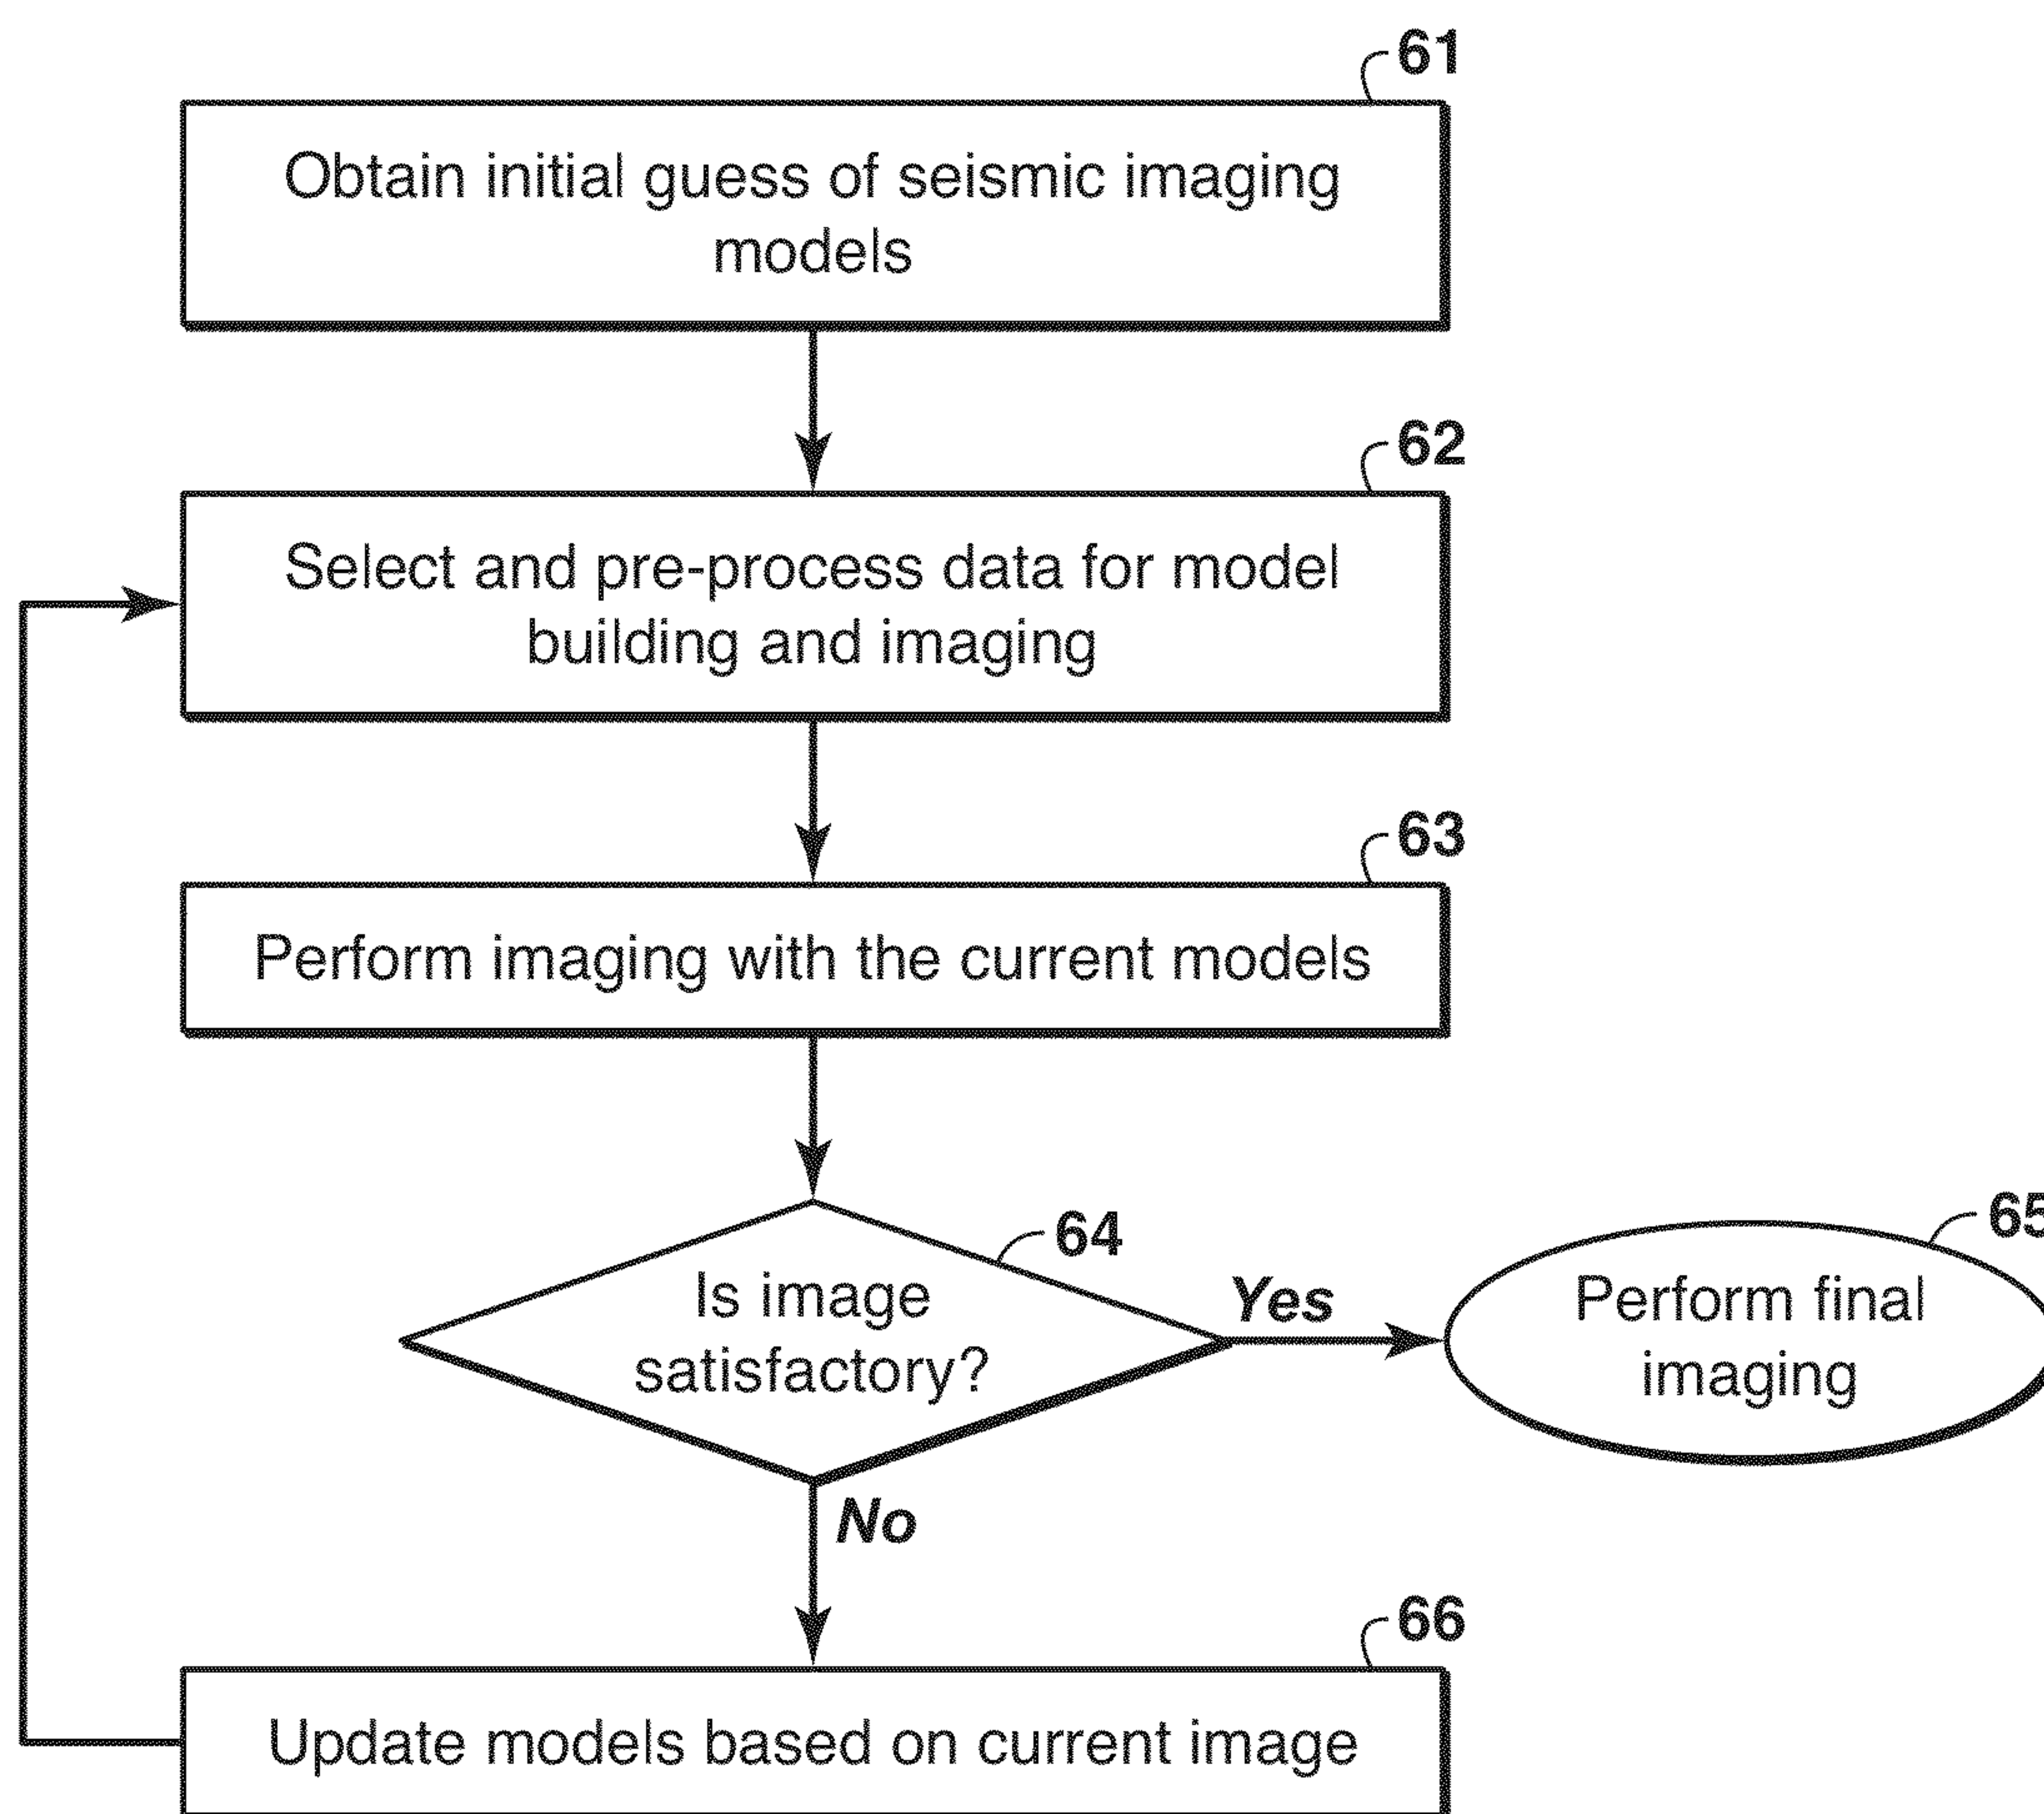 61
Obtain initial guess of seismic imaging
models
62
Select and pre-process data for model
building and imaging
63
Perform imaging with the current models
64
Is image
satisfactory?
Yes
65
Perform final
imaging
No
66
Update models based on current image